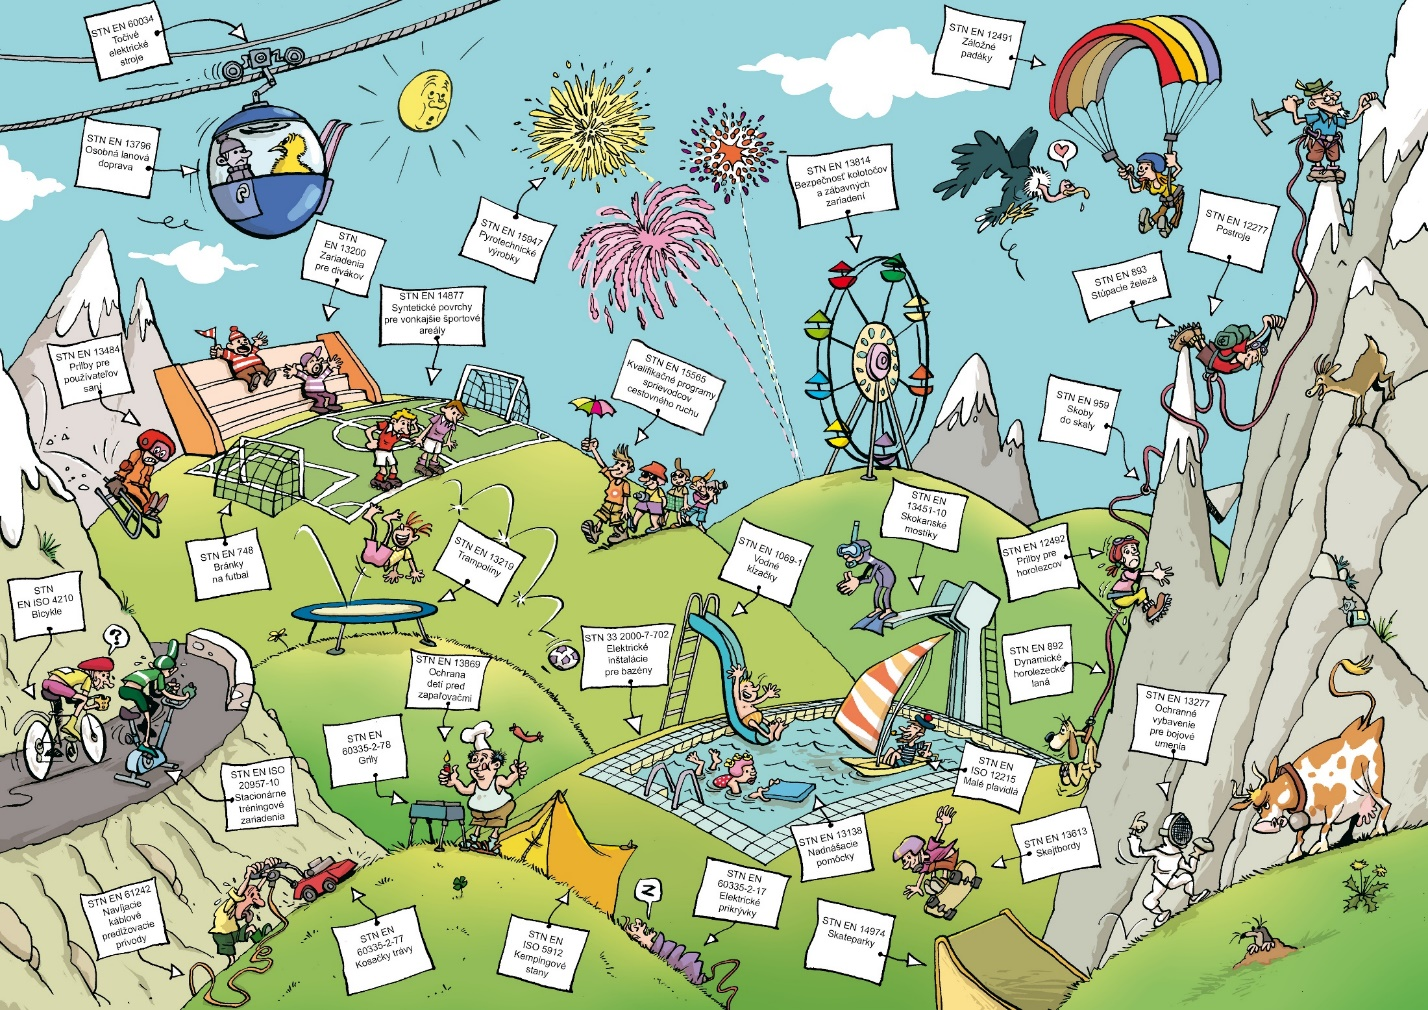 STN EN 60034
Točivé
elektrické
stroje
STN EN 12491
Záložné
padáky
STN EN 13796
Osobná lanová
doprava
STN EN 13814
Bezpečnosť kolotočov
a zábavných
zariadení
STN
EN 13200
Zariadenia
pre divákov
STN EN 15947
Pyrotechnické
výrobky
STN EN 12277
Postroje
STN EN 893
Stúpacie železá
STN EN 14877
Syntetické povrchy
pre vonkajšie športové
areály
STN EN 13484
Prilby pre
používateľov
saní
STN EN 15565
Kvalifikačné programy
sprievodcov
cestovného ruchu
STN EN 959
Skoby
do skaly
STN EN
13451-10
Skokanské
mostíky
STN EN 748
Bránky
na futbal
STN EN 13219
Trampolíny
STN EN 1069-1
Vodné
kĺzačky
STN EN 12492
Prilby pre
horolezcov
STN
EN ISO 4210
Bicykle
?
STN 33 2000-7-702
Elektrické
inštalácie
pre bazény
STN EN 892
Dynamické
horolezecké
laná
STN EN 13869
Ochrana
detí pred
zapaľovačmi
STN EN 13277
Ochranné
vybavenie
pre bojové
umenia
STN EN
60335-2-78
Grily
STN EN ISO
20957-10
Stacionárne
tréningové
zariadenia
STN EN
ISO 12215
Malé plavidlá
STN EN 13138
Nadnášacie
pomôcky
STN EN 13613
Skejtbordy
STN EN 61242
Navíjacie
káblové
predlžovacie
prívody
STN EN
60335-2-77
Kosačky trávy
STN EN
ISO 5912
Kempingové
stany
Z
STN EN
60335-2-17
Elektrické
prikrývky
STN EN 14974
Skateparky